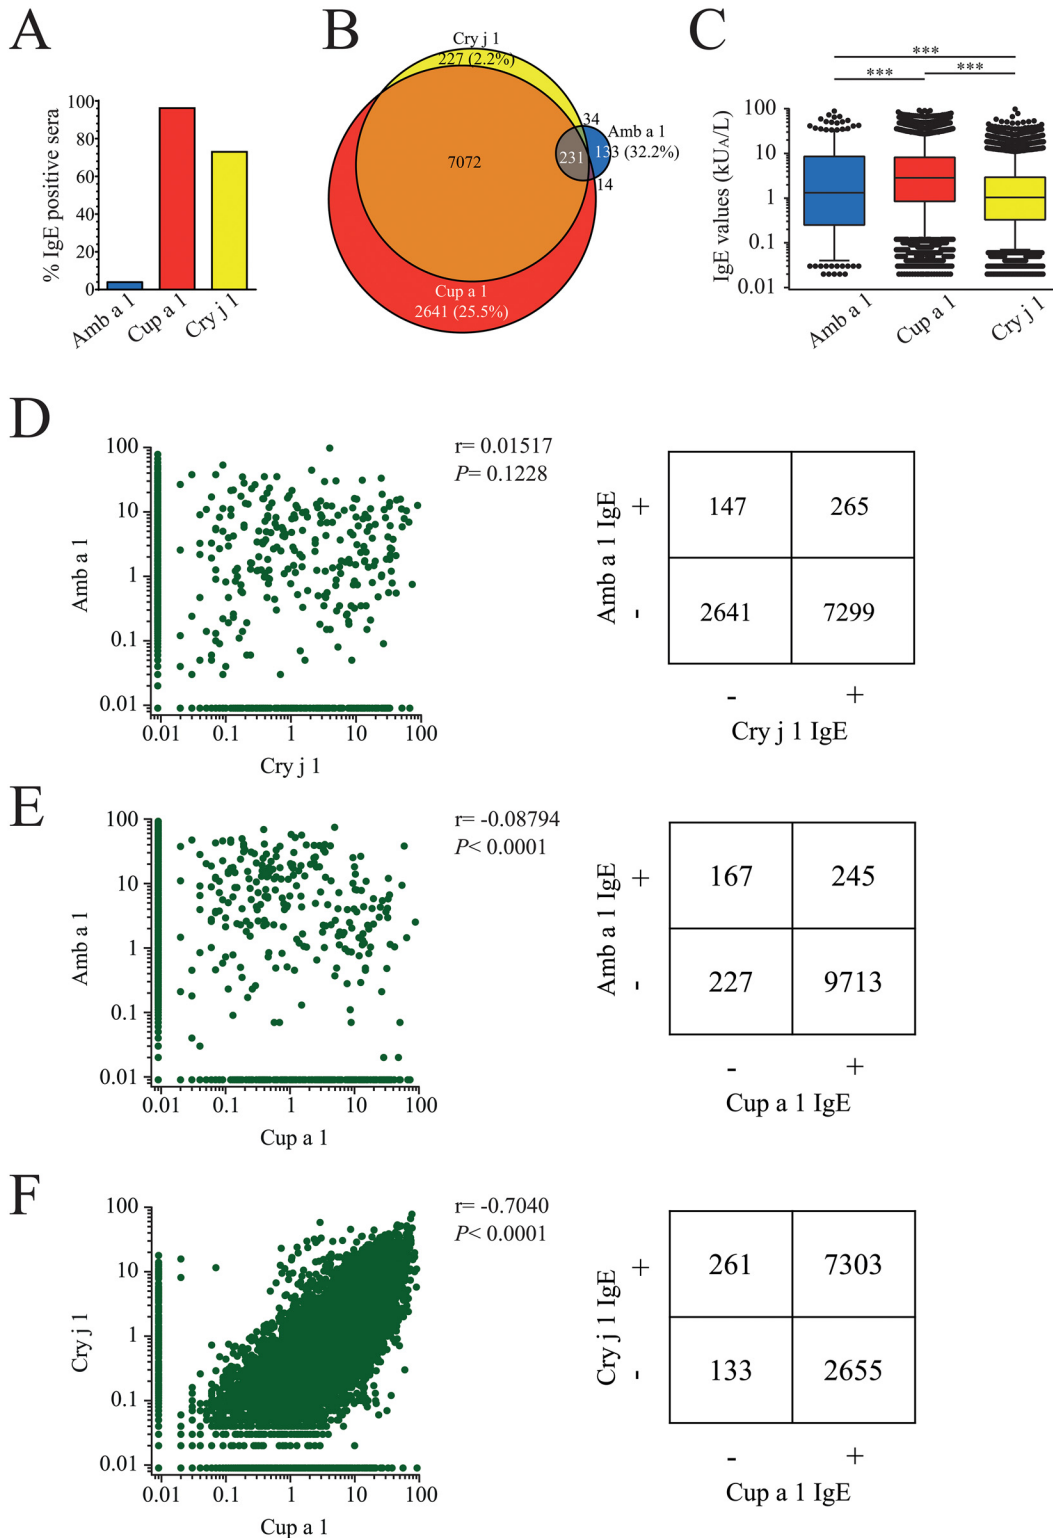 A
% IgE positive sera
100
80
60
40
20
0
Amb a 1
Cup a 1
Cry j 1
B
Cry j 1
227 (2.2%)
34
Amb a 1
133 (32.2%)
7072
231
14
Cup a 1
2641 (25.5%)
C
***
***
***
IgE values (kUA/L)
100
10
1
0.1
0.01
Amb a 1
Cup a 1
Cry j 1
D
r= 0.01517
P= 0.1228
Amb a 1
100
10
1
0.1
0.01
0.01
0.1
1
10
100
Cry j 1
Amb a 1 IgE
+
147
265
-
2641
7299
-
+
Cry j 1 IgE
E
r= -0.08794
P< 0.0001
Amb a 1
100
10
1
0.1
0.01
0.01
0.1
1
10
100
Cup a 1
Amb a 1 IgE
+
167
245
-
227
9713
-
+
Cup a 1 IgE
F
r= -0.7040
P< 0.0001
Cry j 1
100
10
1
0.1
0.01
0.01
0.1
1
10
100
Cup a 1
Cry j 1 IgE
+
261
7303
-
133
2655
-
+
Cup a 1 IgE